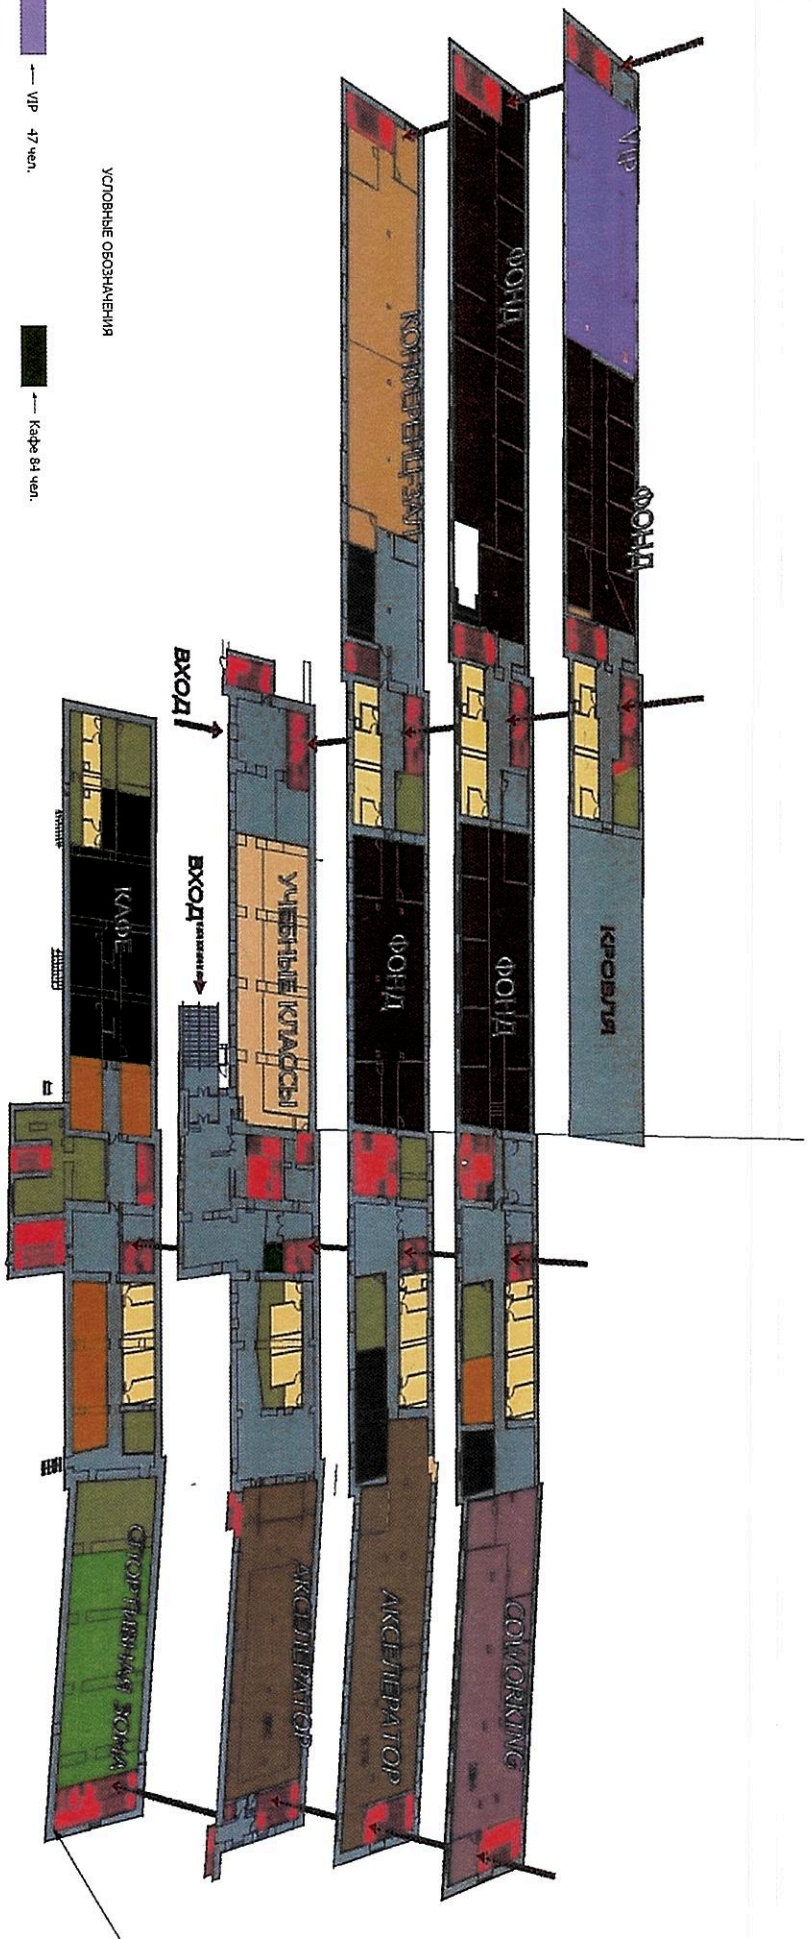 VIP
ФОНД
ФОНД
КОНФЕРЕНЦ-ЗАЛ
КРОВЛЯ
ФОНД
ФОНД
COWORKING
АКСЕЛЕРАТОР
ВХОД
ВХОД
УЧЕБНЫЕ КЛАССЫ
АКСЕЛЕРАТОР
КАФЕ
СПОРТИВНАЯ ЗОНА
УСЛОВНЫЕ ОБОЗНАЧЕНИЯ
VIP 47 чел.
Кафе 84 чел.